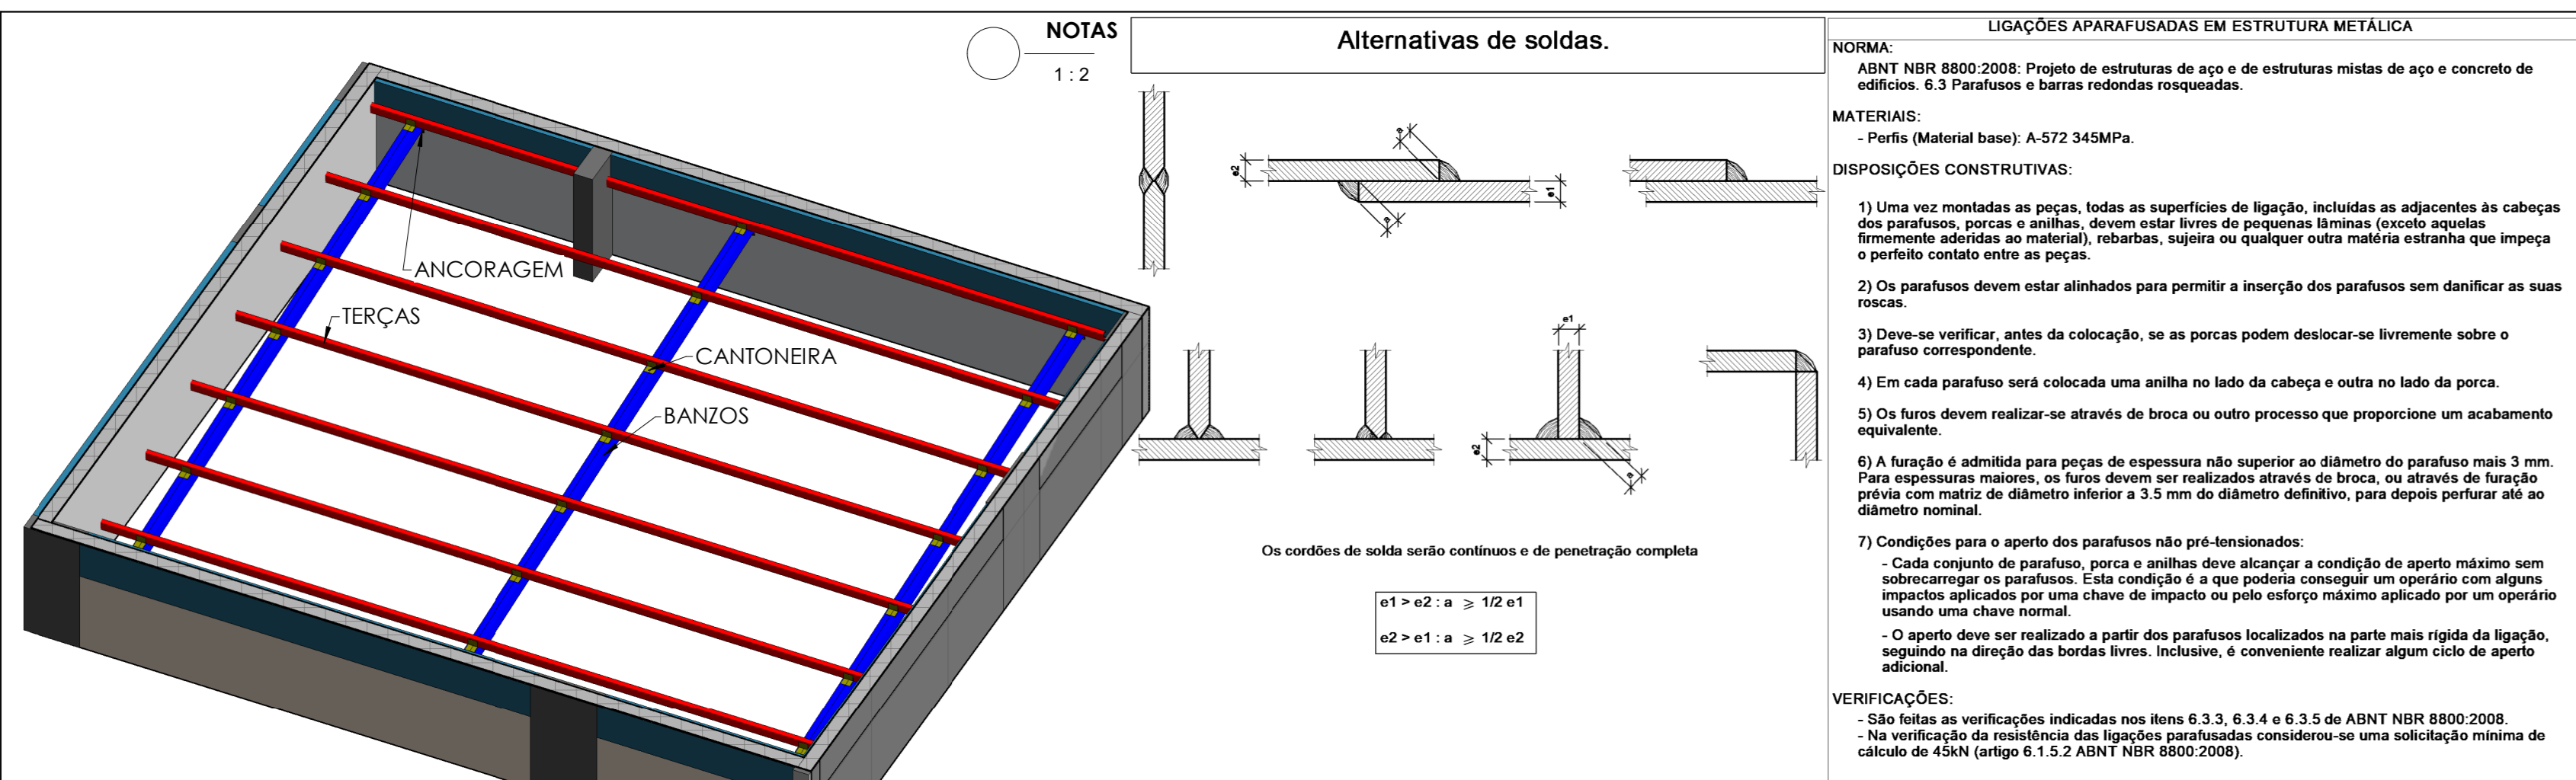 NOTAS
1 : 2
ANCORAGEM
TERÇAS
CANTONEIRA
BANZOS
Alternativas de soldas.
a
e2
e1
a
e1
e2
a
Os cordões de solda serão contínuos e de penetração completa
e1 > e2 : a ⩾ 1/2 e1
e2 > e1 : a ⩾ 1/2 e2
LIGAÇÕES APARAFUSADAS EM ESTRUTURA METÁLICA
NORMA:
ABNT NBR 8800:2008: Projeto de estruturas de aço e de estruturas mistas de aço e concreto de
edifícios. 6.3 Parafusos e barras redondas rosqueadas.
MATERIAIS:
- Perfis (Material base): A-572 345MPa.
DISPOSIÇÕES CONSTRUTIVAS:
1) Uma vez montadas as peças, todas as superfícies de ligação, incluídas as adjacentes às cabeças
dos parafusos, porcas e anilhas, devem estar livres de pequenas lâminas (exceto aquelas
firmemente aderidas ao material), rebarbas, sujeira ou qualquer outra matéria estranha que impeça
o perfeito contato entre as peças.
2) Os parafusos devem estar alinhados para permitir a inserção dos parafusos sem danificar as suas
roscas.
3) Deve-se verificar, antes da colocação, se as porcas podem deslocar-se livremente sobre o
parafuso correspondente.
4) Em cada parafuso será colocada uma anilha no lado da cabeça e outra no lado da porca.
5) Os furos devem realizar-se através de broca ou outro processo que proporcione um acabamento
equivalente.
6) A furação é admitida para peças de espessura não superior ao diâmetro do parafuso mais 3 mm.
Para espessuras maiores, os furos devem ser realizados através de broca, ou através de furação
prévia com matriz de diâmetro inferior a 3.5 mm do diâmetro definitivo, para depois perfurar até ao
diâmetro nominal.
7) Condições para o aperto dos parafusos não pré-tensionados:
- Cada conjunto de parafuso, porca e anilhas deve alcançar a condição de aperto máximo sem
sobrecarregar os parafusos. Esta condição é a que poderia conseguir um operário com alguns
impactos aplicados por uma chave de impacto ou pelo esforço máximo aplicado por um operário
usando uma chave normal.
- O aperto deve ser realizado a partir dos parafusos localizados na parte mais rígida da ligação,
seguindo na direção das bordas livres. Inclusive, é conveniente realizar algum ciclo de aperto
adicional.
VERIFICAÇÕES:
- São feitas as verificações indicadas nos itens 6.3.3, 6.3.4 e 6.3.5 de ABNT NBR 8800:2008.
- Na verificação da resistência das ligações parafusadas considerou-se uma solicitação mínima de
cálculo de 45kN (artigo 6.1.5.2 ABNT NBR 8800:2008).